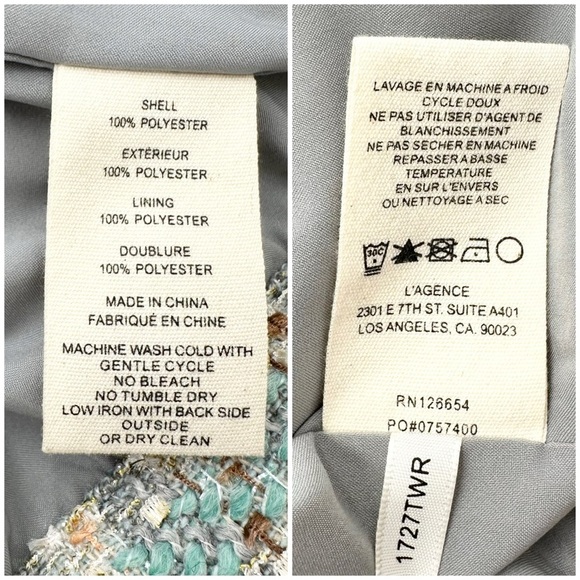 SHELL
100% POLYESTER
EXTÉRIEUR
100% POLYESTER
LINING
100% POLYESTER
DOUBLURE
100% POLYESTER
MADE IN CHINA
FABRIQUÉ EN CHINE
MACHINE WASH COLD WITH
GENTLE CYCLE
NO BLEACH
NO TUMBLE DRY
LOW IRON WITH BACK SIDE
OUTSIDE
OR DRY CLEAN
LAVAGE EN MACHINE A FROID
CYCLE DOUX
NE PAS UTILISER D'AGENT DE
BLANCHISSEMENT
NE PAS SECHER EN MACHINE
REPASSER A BASSE
TEMPERATURE
EN SUR L'ENVERS
OU NETTOYAGE A SEC
30C
L'AGENCE
2301 E 7TH ST. SUITE A401
LOS ANGELES, CA. 90023
RN126654
PO#0757400
1727TWR